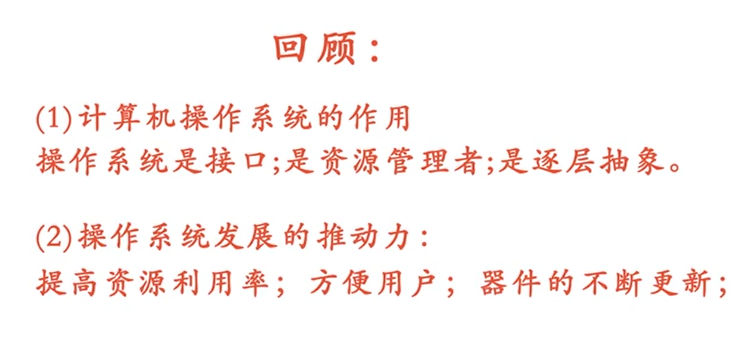 回顾：
(1)计算机操作系统的作用
操作系统是接口;是资源管理者;是逐层抽象。
(2)操作系统发展的推动力：
提高资源利用率；方便用户；器件的不断更新；